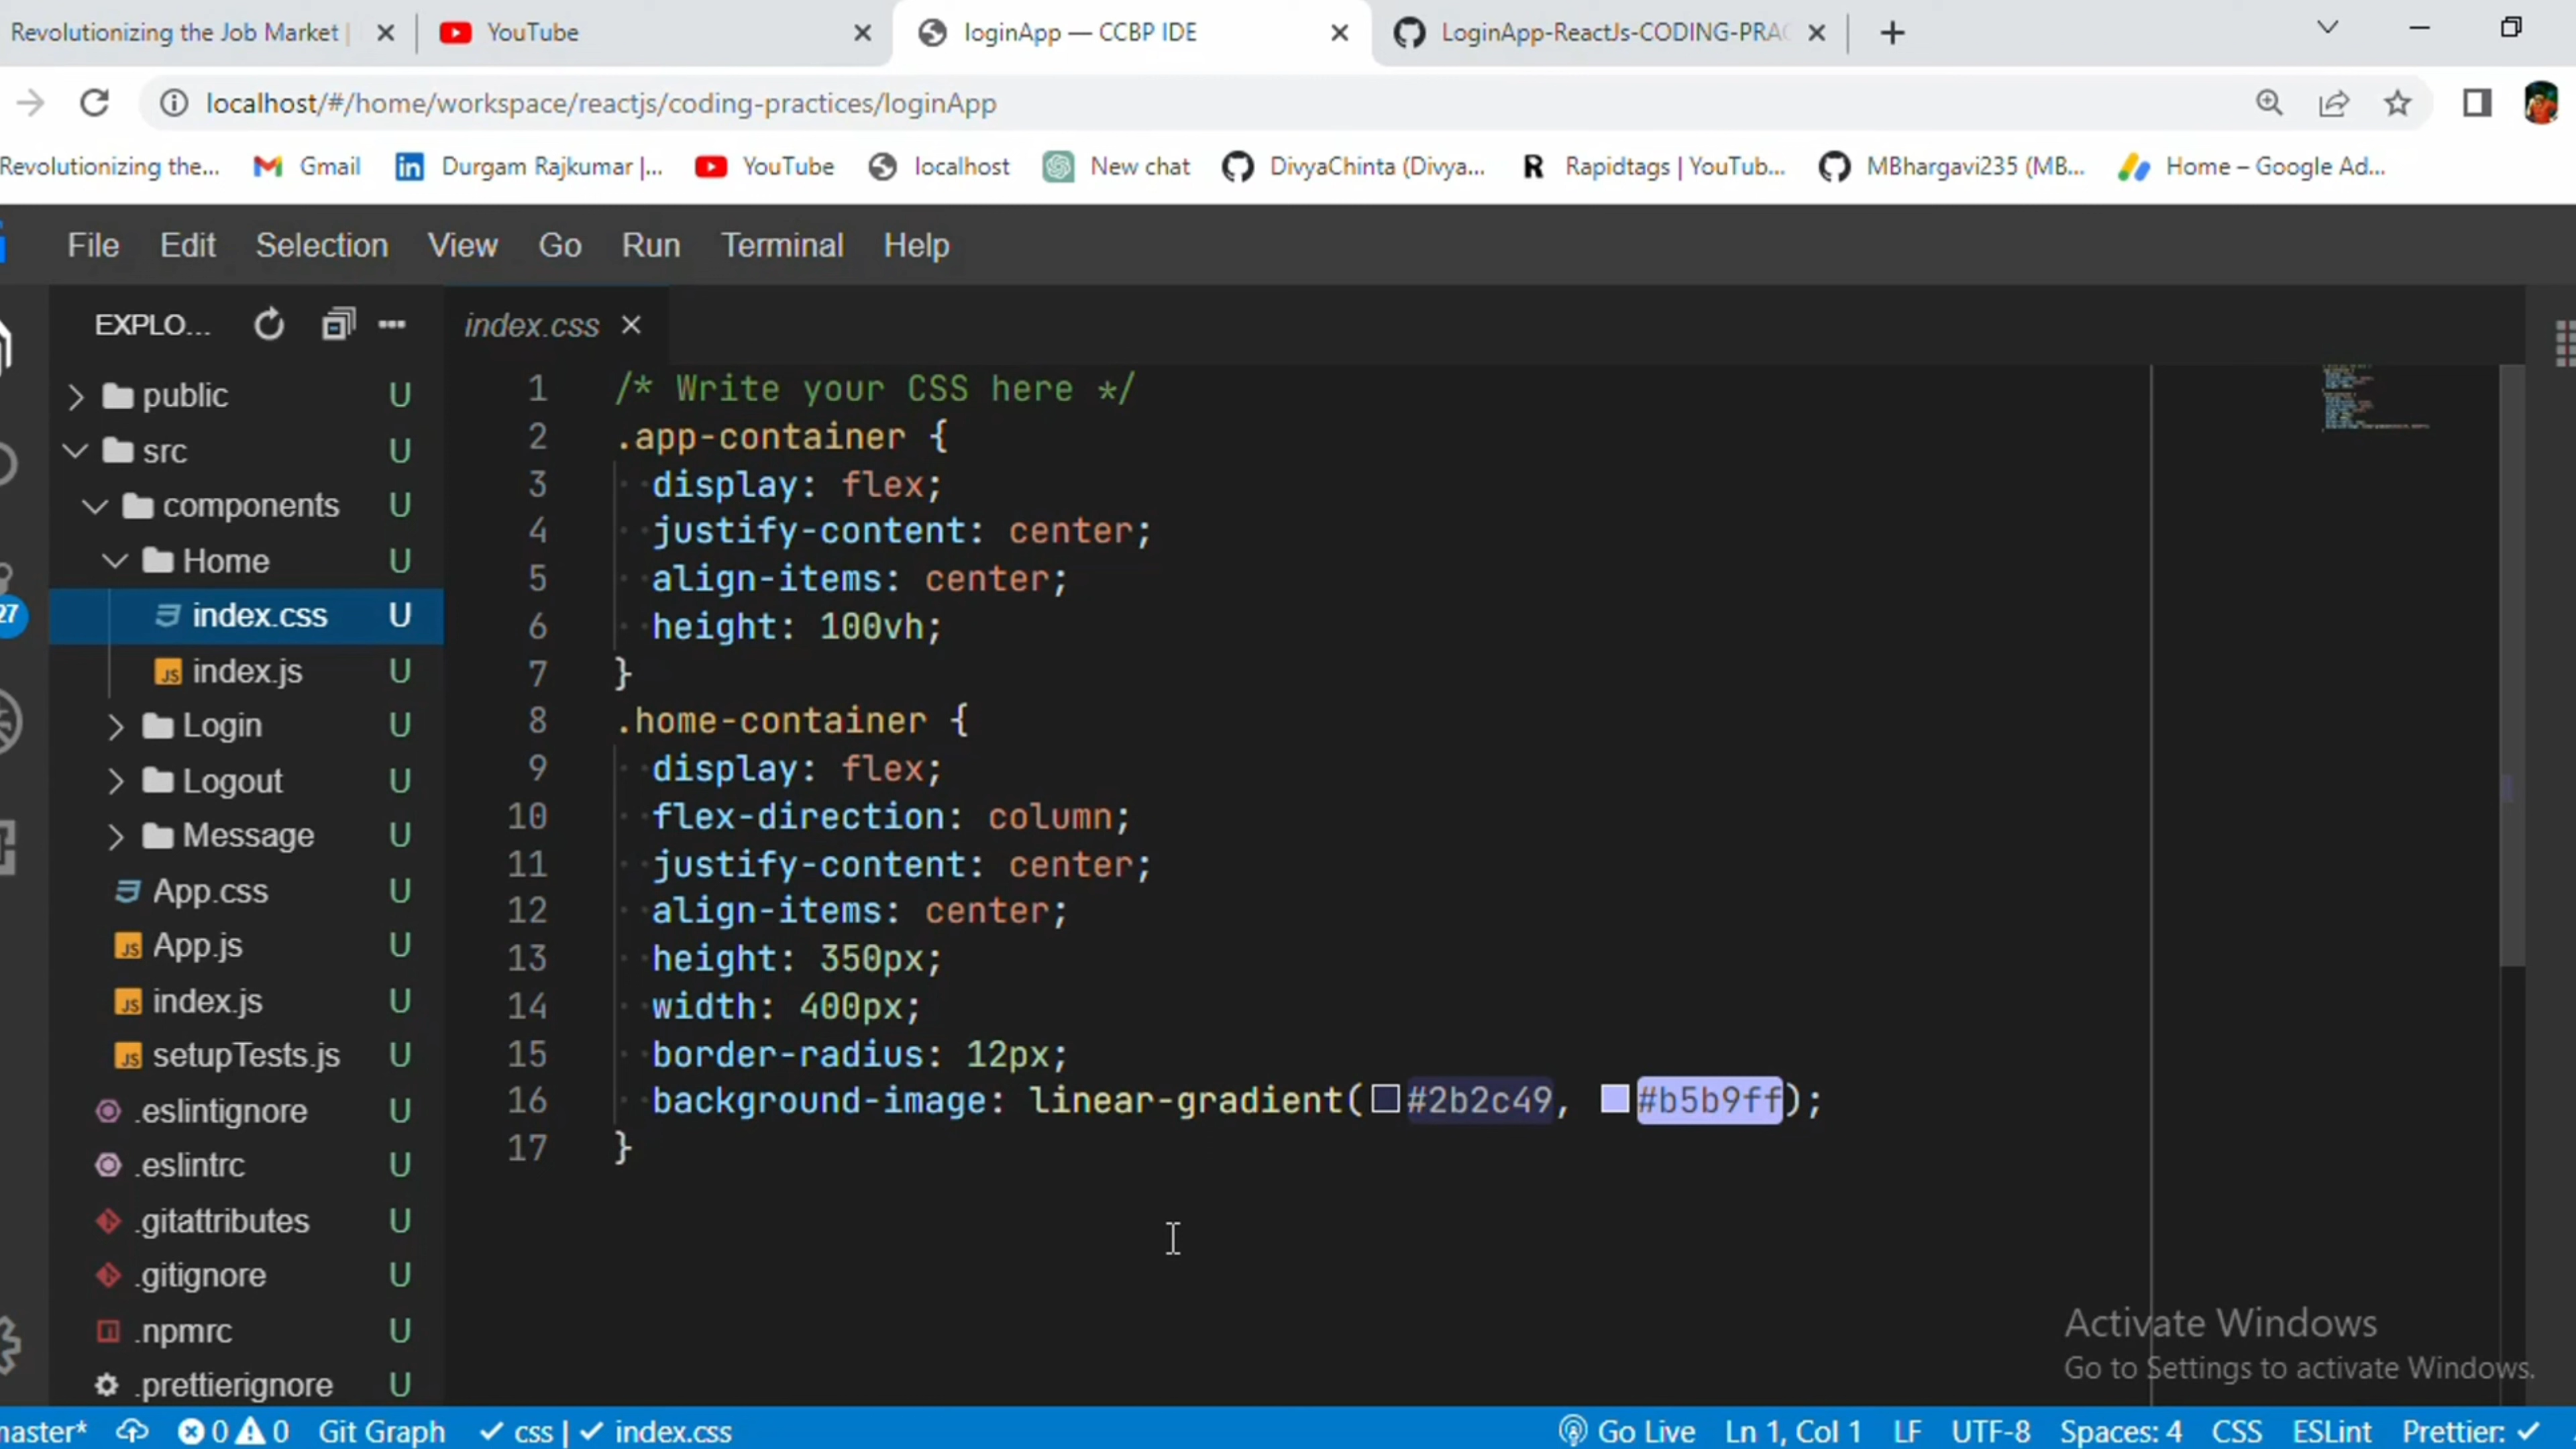 Revolutionizing the Job Market |
YouTube
loginApp — CCBP IDE
LoginApp-ReactJs-CODING-PRAC
localhost/#/home/workspace/reactjs/coding-practices/loginApp
Revolutionizing the...
Gmail
Durgam Rajkumar |...
YouTube
localhost
New chat
DivyaChinta (Divya...
Rapidtags | YouTub...
MBhargavi235 (MB...
Home – Google Ad...
File Edit Selection View Go Run Terminal Help
EXPLO...
index.css
public U
src U
components U
Home U
index.css U
index.js U
Login U
Logout U
Message U
App.css U
App.js U
index.js U
setupTests.js U
.eslintignore U
.eslintrc U
.gitattributes U
.gitignore U
.npmrc U
.prettierignore U
27
1 /* Write your CSS here */
2 .app-container {
3 display: flex;
4 justify-content: center;
5 align-items: center;
6 height: 100vh;
7 }
8 .home-container {
9 display: flex;
10 flex-direction: column;
11 justify-content: center;
12 align-items: center;
13 height: 350px;
14 width: 400px;
15 border-radius: 12px;
16 background-image: linear-gradient(#2b2c49, #b5b9ff);
17 }
Activate Windows
Go to Settings to activate Windows.
master* 0 0 Git Graph ✓ css | ✓ index.css Go Live Ln 1, Col 1 LF UTF-8 Spaces: 4 CSS ESLint Prettier: ✓